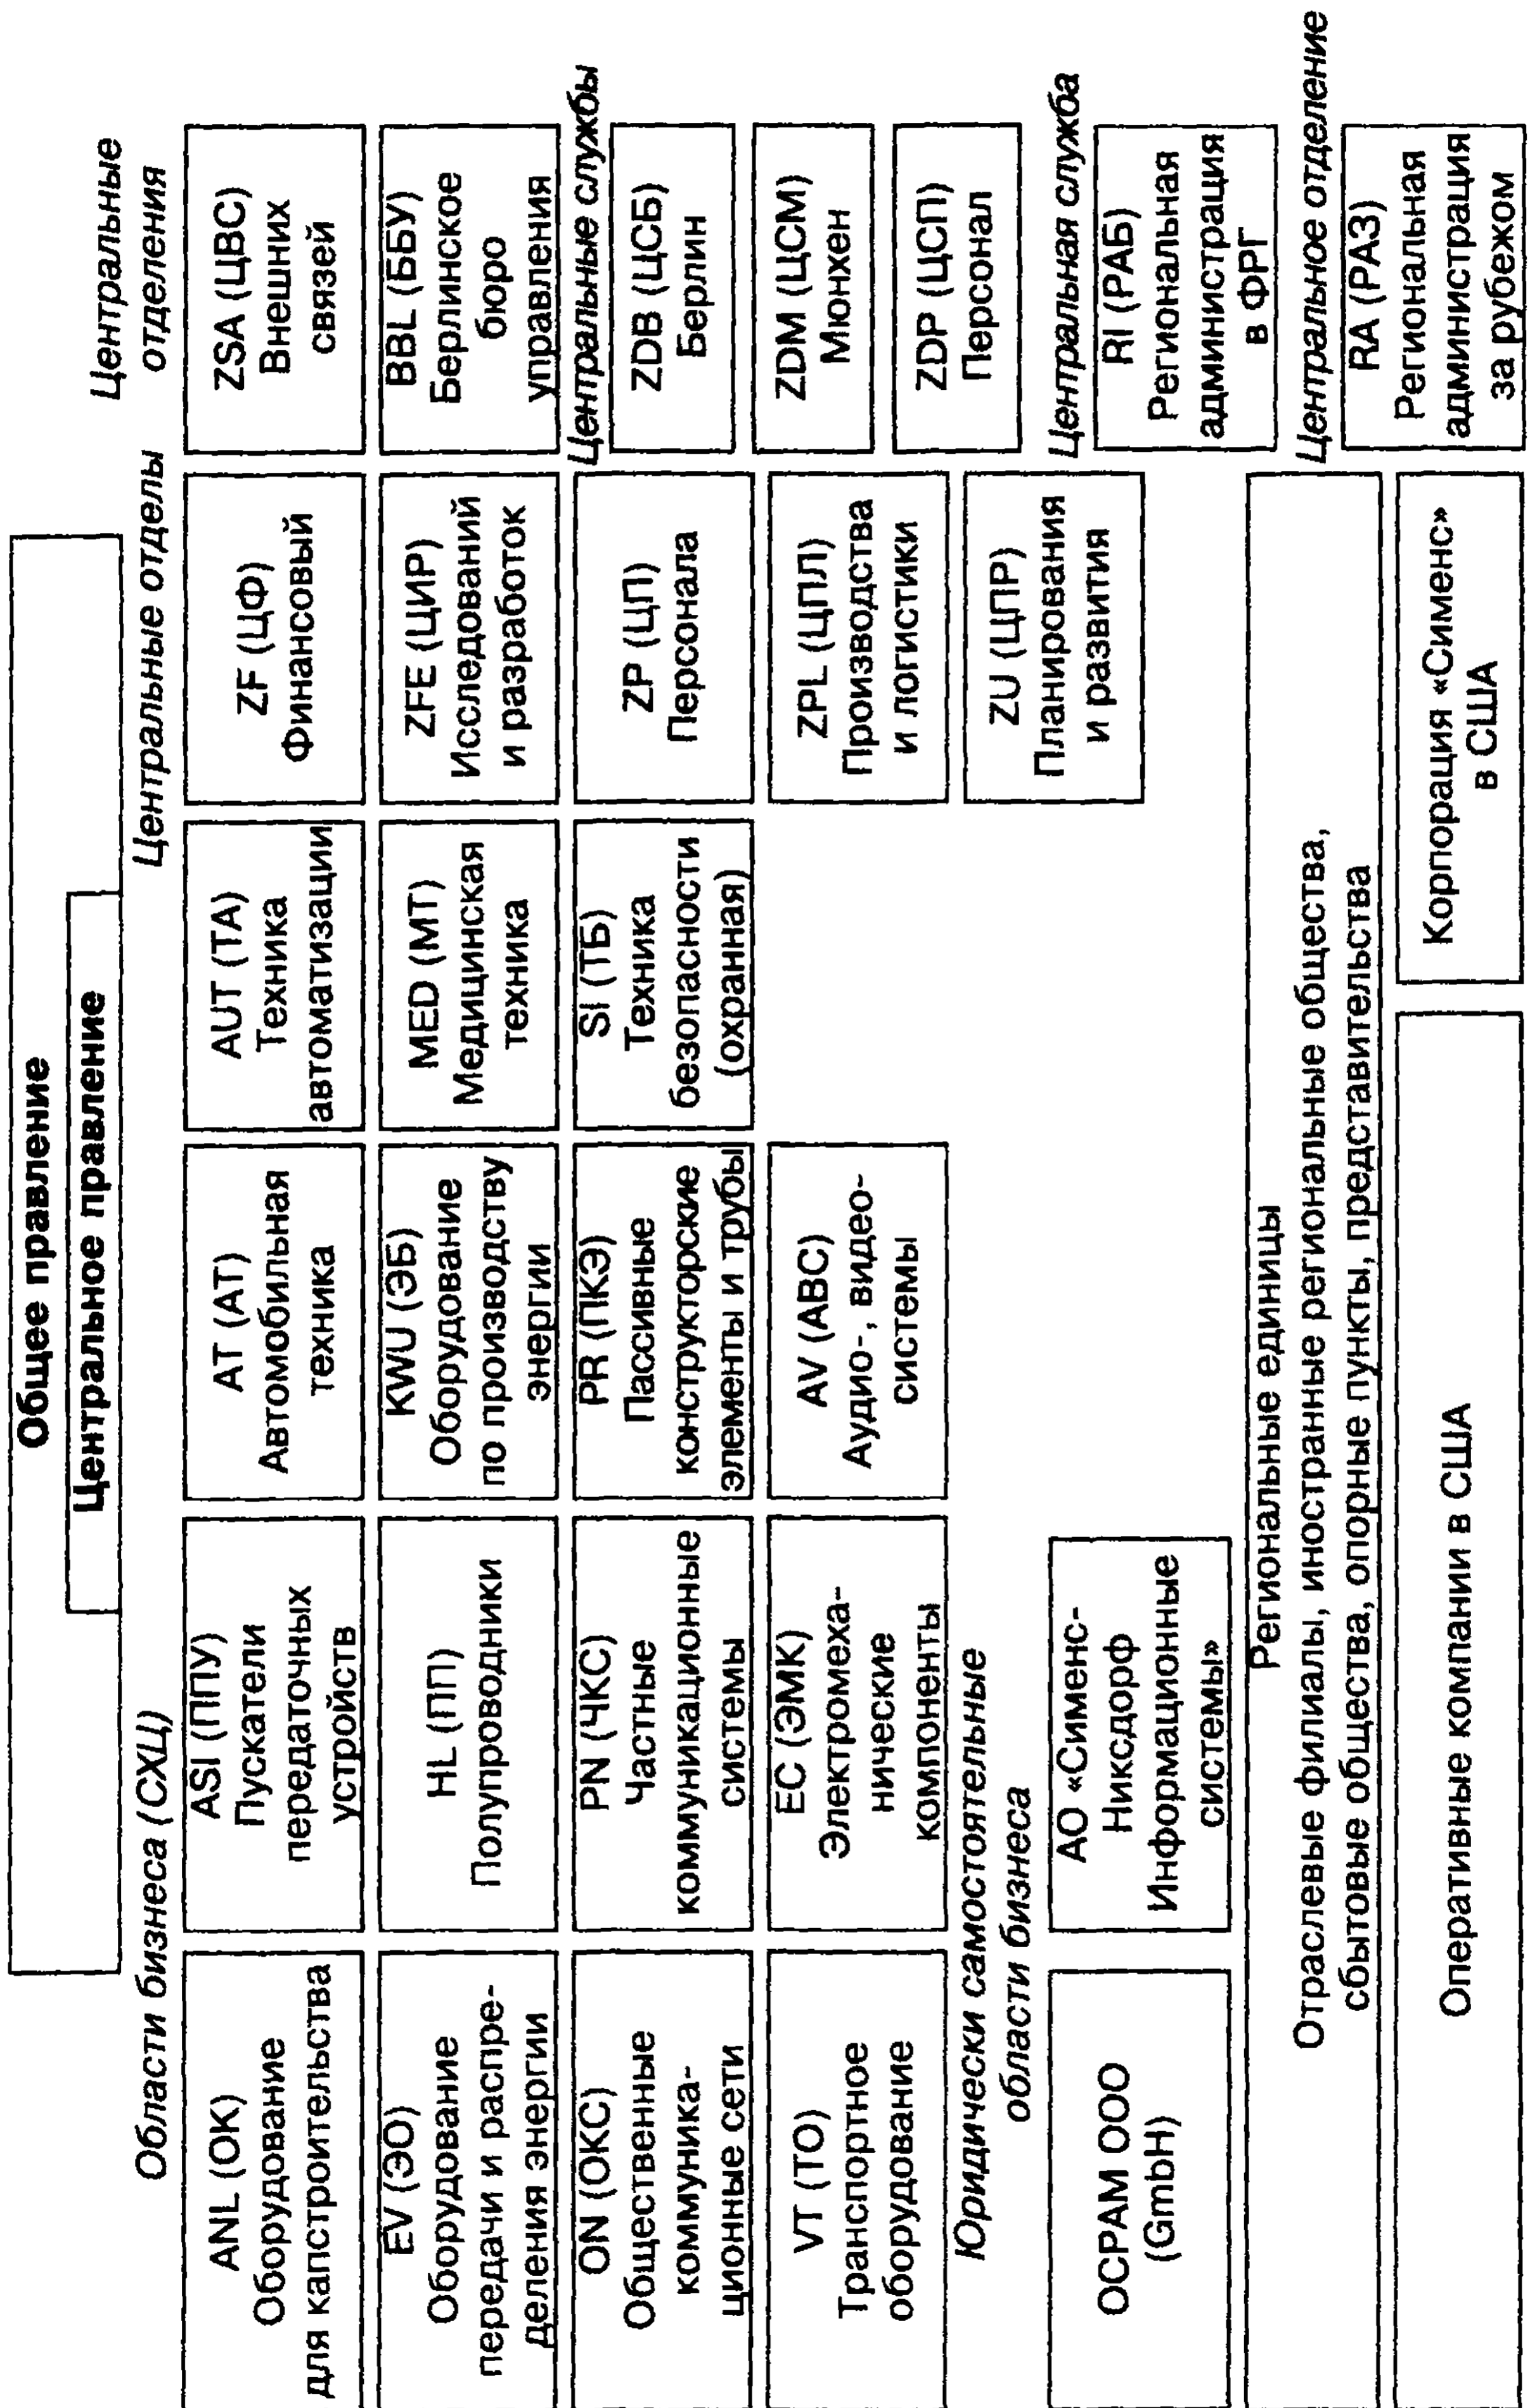 Общее правление
Центральное правление
Области бизнеса (СХЦ)
Центральные отделы
Центральные
отделения
ANL (ОК)
Оборудование
для капстроительства
ASI (ППУ)
Пускатели
передаточных
устройств
AT (АТ)
Автомобильная
техника
AUT (ТА)
Техника
автоматизации
ZF (ЦФ)
Финансовый
ZSA (ЦВС)
Внешних
связей
EV (ЭО)
Оборудование
передачи и распре-
деления энергии
HL (ПП)
Полупроводники
KWU (ЭБ)
Оборудование
по производству
энергии
MED (МТ)
Медицинская
техника
ZFE (ЦИР)
Исследований
и разработок
BBL (ББУ)
Берлинское
бюро
управления
Центральные службы
ON (ОКС)
Общественные
коммуника-
ционные сети
PN (ЧКС)
Частные
коммуникационные
системы
PR (ПКЭ)
Пассивные
конструкторские
элементы и трубы
SI (ТБ)
Техника
безопасности
(охранная)
ZP (ЦП)
Персонала
ZDB (ЦСБ)
Берлин
VT (ТО)
Транспортное
оборудование
EC (ЭМК)
Электромеха-
нические
компоненты
AV (АВС)
Аудио-, видео-
системы
ZPL (ЦПЛ)
Производства
и логистики
ZDM (ЦСМ)
Мюнхен
ZDP (ЦСП)
Персонал
Юридически самостоятельные
области бизнеса
ZU (ЦПР)
Планирования
и развития
Центральная служба
ОСРАМ ООО
(GmbH)
АО «Сименс-
Никсдорф
Информационные
системы»
RI (РАБ)
Региональная
администрация
в ФРГ
Региональные единицы
Отраслевые филиалы, иностранные региональные общества,
сбытовые общества, опорные пункты, представительства
Центральное отделение
RA (РАЗ)
Региональная
администрация
за рубежом
Оперативные компании в США
Корпорация «Сименс»
в США